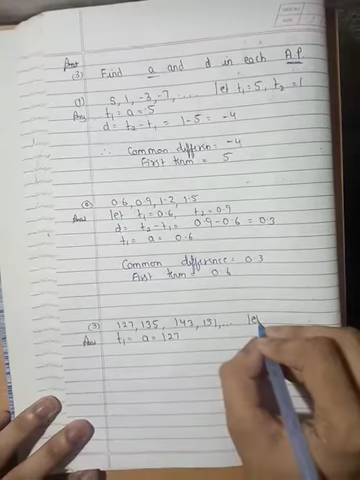 Ans
(3) Find a and d in each A.P
(1) 5, 1, -3, -7, ..... let t₁ = 5, t₂ = 1
Ans t₁ = a = 5
d = t₂ - t₁ = 1-5 = -4
∴ Common differen = -4
First term = 5
(2) 0.6, 0.9, 1.2, 1.5
Ans let t₁ = 0.6, t₂ = 0.9
d = t₂ - t₁ = 0.9 - 0.6 = 0.3
t₁ = a = 0.6
Common difference = 0.3
First term = 0.6
(3) 127, 135, 143, 151, ... let
Ans t₁ = a = 127